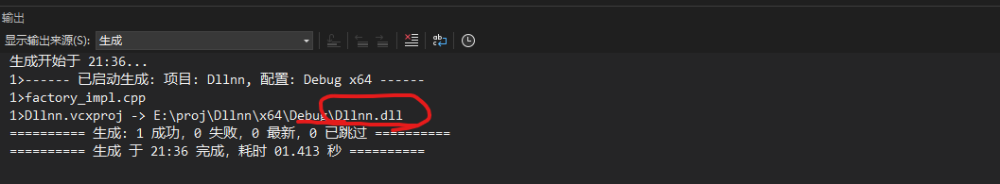 输出
显示输出来源(S): 生成
生成开始于 21:36...
1>------ 已启动生成: 项目: Dllnn, 配置: Debug x64 ------
1>factory_impl.cpp
1>Dllnn.vcxproj -> E:\proj\Dllnn\x64\Debug\Dllnn.dll
========== 生成: 1 成功，0 失败，0 最新，0 已跳过 ==========
========== 生成 于 21:36 完成，耗时 01.413 秒 ==========